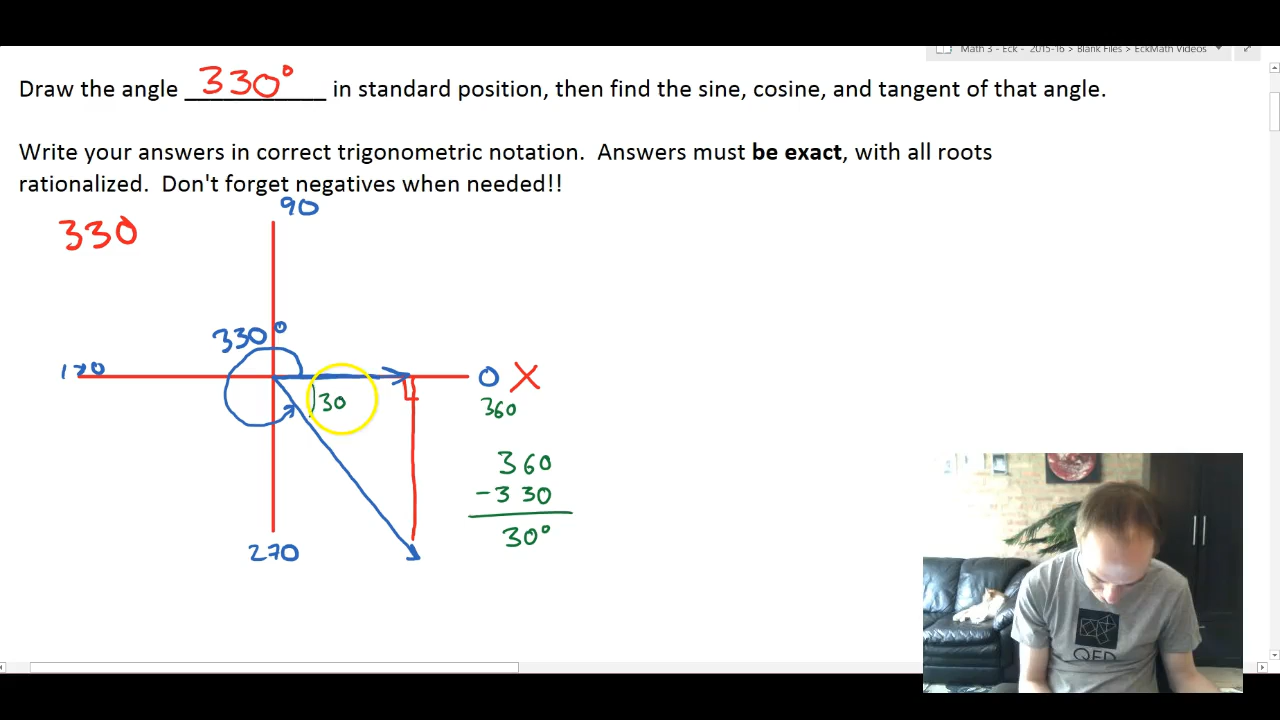 Math 3 - Eck - 2015-16 > Blank Files > EckMath Videos
Draw the angle 330° in standard position, then find the sine, cosine, and tangent of that angle.
Write your answers in correct trigonometric notation. Answers must be exact, with all roots
rationalized. Don't forget negatives when needed!!
90
330
330°
0 X
30
360
360
-330
30°
270
QED